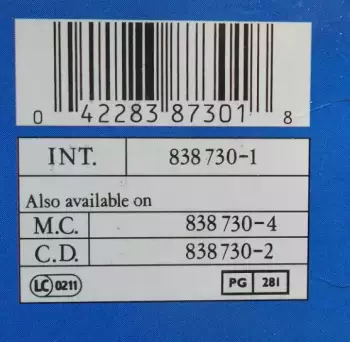 0 42283 87301 8
INT. 838 730-1
Also available on
M.C. 838 730-4
C.D. 838 730-2
LC 0211 PG 281